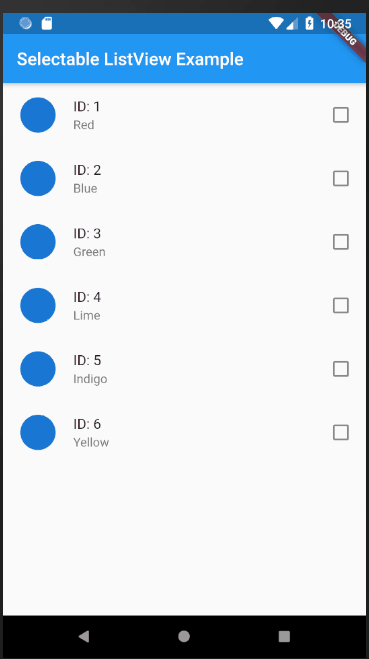 10:35
DEBUG
Selectable ListView Example
ID: 1
Red
ID: 2
Blue
ID: 3
Green
ID: 4
Lime
ID: 5
Indigo
ID: 6
Yellow